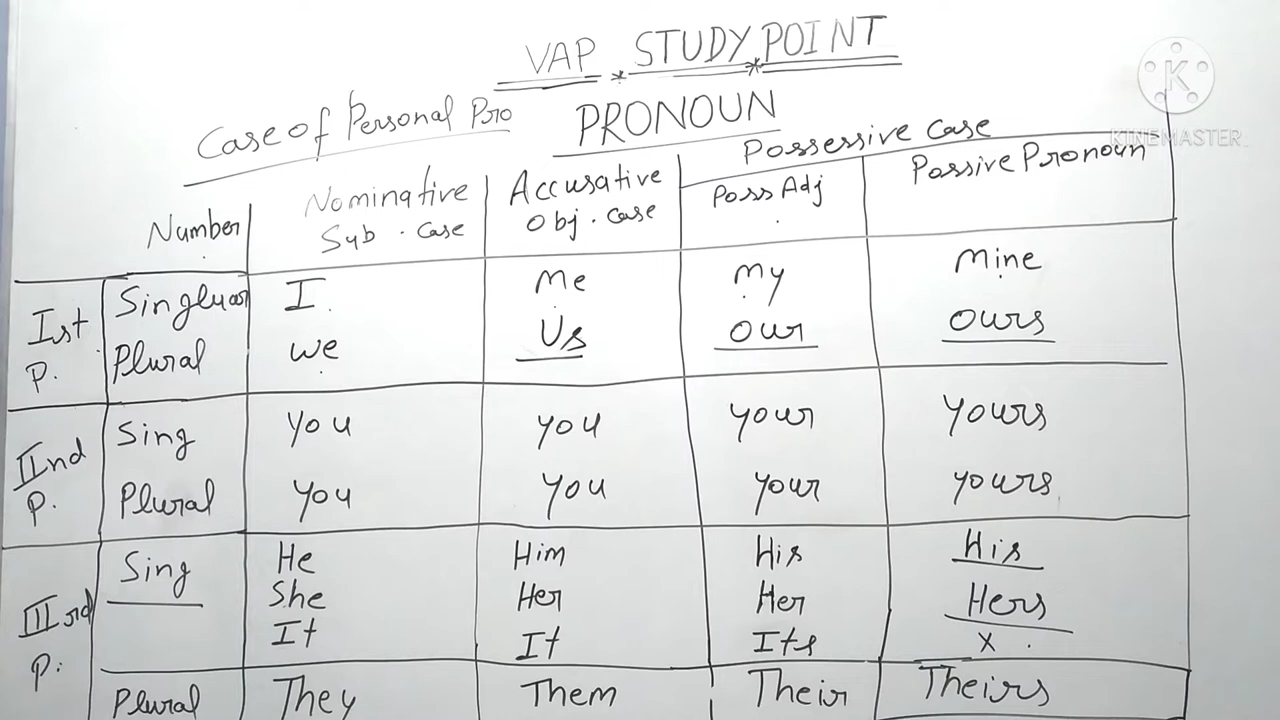 VAP * STUDY * POINT
K
KINEMASTER
Case of Personal Pro
PRONOUN
Possessive Case
Number
Nominative
Sub . Case
Accusative
Obj . Case
Poss Adj
Passive Pronoun
Ist P.
Singluar I Me My Mine
Plural We Us Our Ours
IInd P.
Sing You You Your Yours
Plural You You Your Yours
IIIrd P.
Sing He Him His His
She Her Her Hers
It It Its X
Plural They Them Their Theirs